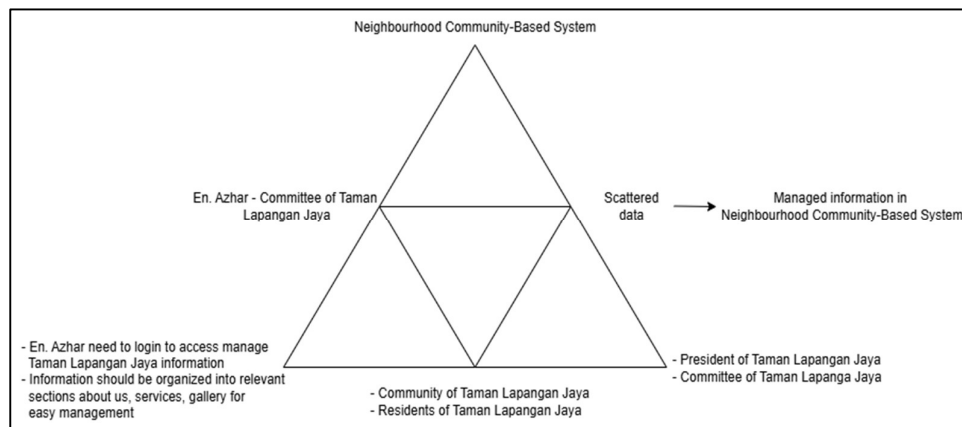 Neighbourhood Community-Based System
En. Azhar - Committee of Taman
Lapangan Jaya
Scattered
data
Managed information in
Neighbourhood Community-Based System
- En. Azhar need to login to access manage
Taman Lapangan Jaya information
- Information should be organized into relevant
sections about us, services, gallery for
easy management
- Community of Taman Lapangan Jaya
- Residents of Taman Lapangan Jaya
- President of Taman Lapangan Jaya
- Committee of Taman Lapanga Jaya